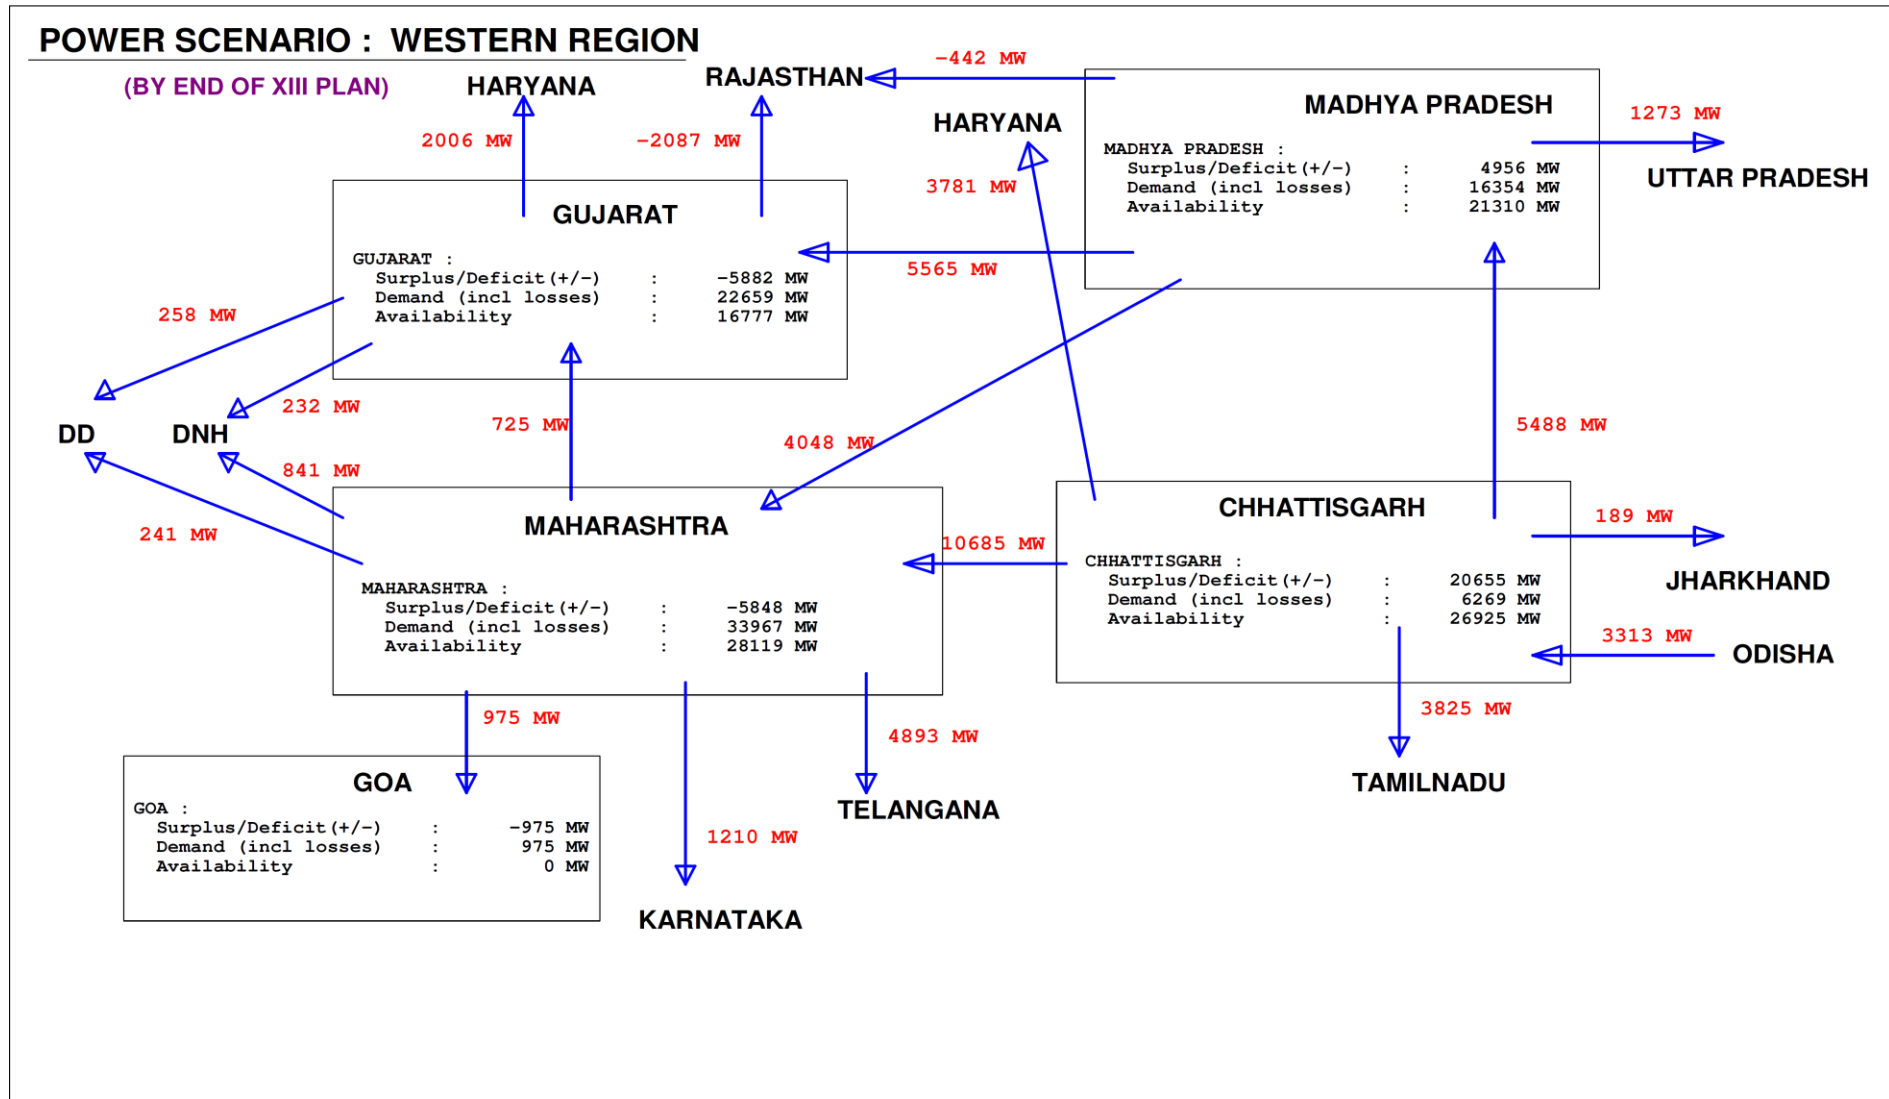 POWER SCENARIO : WESTERN REGION
(BY END OF XIII PLAN)
HARYANA
RAJASTHAN
-442 MW
2006 MW
-2087 MW
HARYANA
3781 MW
MADHYA PRADESH
MADHYA PRADESH :
Surplus/Deficit(+/-) : 4956 MW
Demand (incl losses) : 16354 MW
Availability : 21310 MW
1273 MW
UTTAR PRADESH
GUJARAT
GUJARAT :
Surplus/Deficit(+/-) : -5882 MW
Demand (incl losses) : 22659 MW
Availability : 16777 MW
5565 MW
258 MW
232 MW
DD
DNH
725 MW
4048 MW
5488 MW
841 MW
241 MW
MAHARASHTRA
MAHARASHTRA :
Surplus/Deficit(+/-) : -5848 MW
Demand (incl losses) : 33967 MW
Availability : 28119 MW
10685 MW
CHHATTISGARH
CHHATTISGARH :
Surplus/Deficit(+/-) : 20655 MW
Demand (incl losses) : 6269 MW
Availability : 26925 MW
189 MW
JHARKHAND
3313 MW
ODISHA
975 MW
4893 MW
3825 MW
GOA
GOA :
Surplus/Deficit(+/-) : -975 MW
Demand (incl losses) : 975 MW
Availability : 0 MW
TELANGANA
TAMILNADU
1210 MW
KARNATAKA